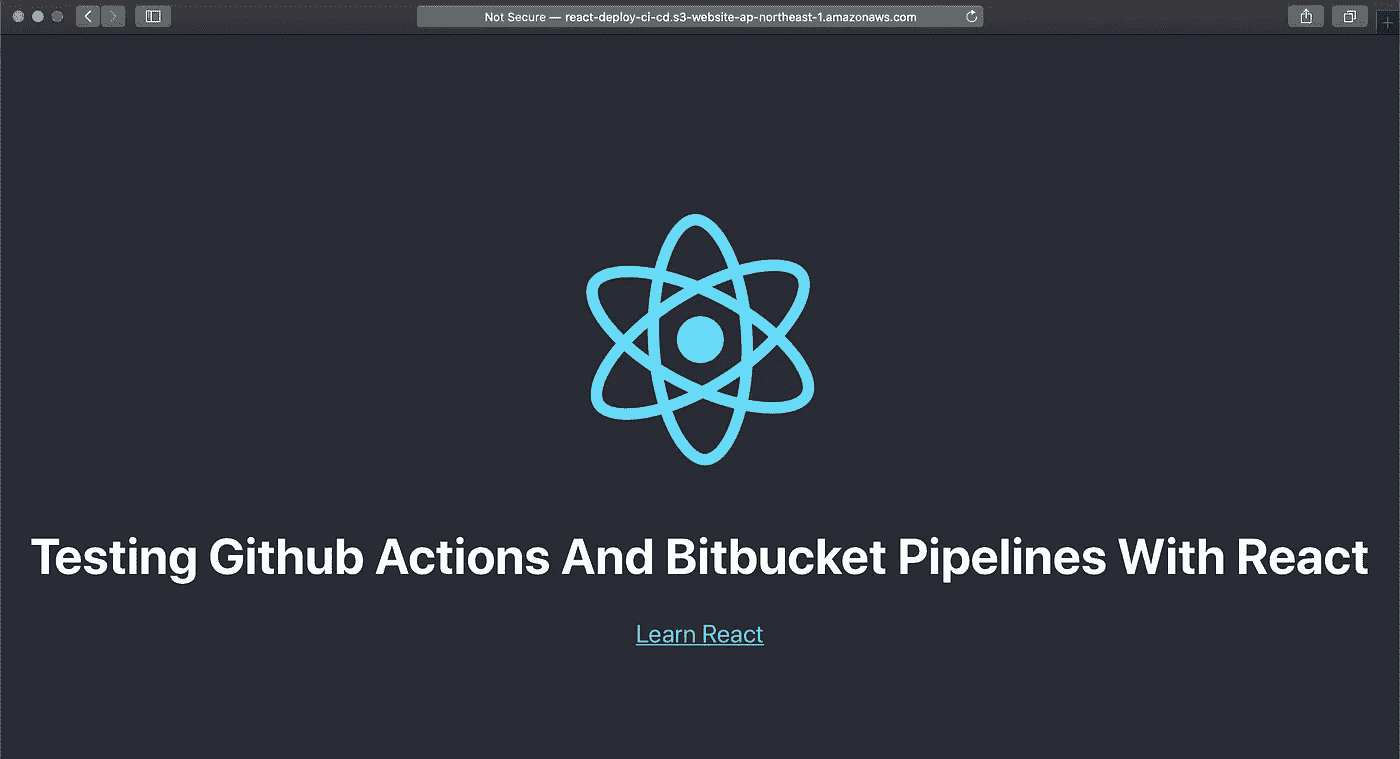 Not Secure — react-deploy-ci-cd.s3-website-ap-northeast-1.amazonaws.com
Testing Github Actions And Bitbucket Pipelines With React
Learn React